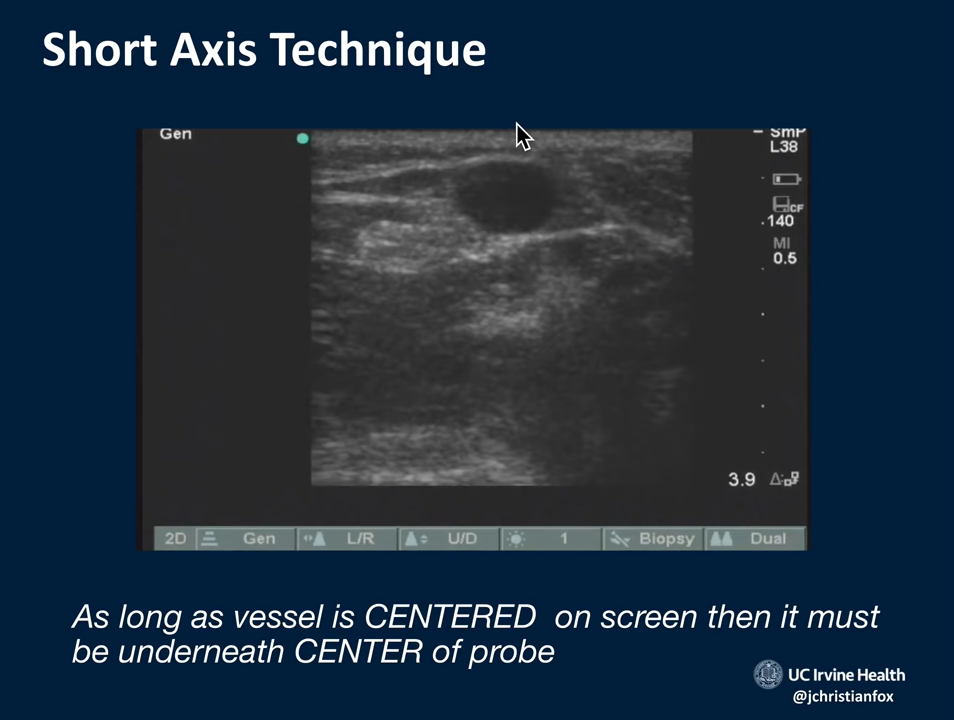 Short Axis Technique
Gen
SmP
L38
CF
140
MI
0.5
3.9
2D Gen L/R U/D 1 Biopsy Dual
As long as vessel is CENTERED on screen then it must
be underneath CENTER of probe
UC Irvine Health
@jchristianfox